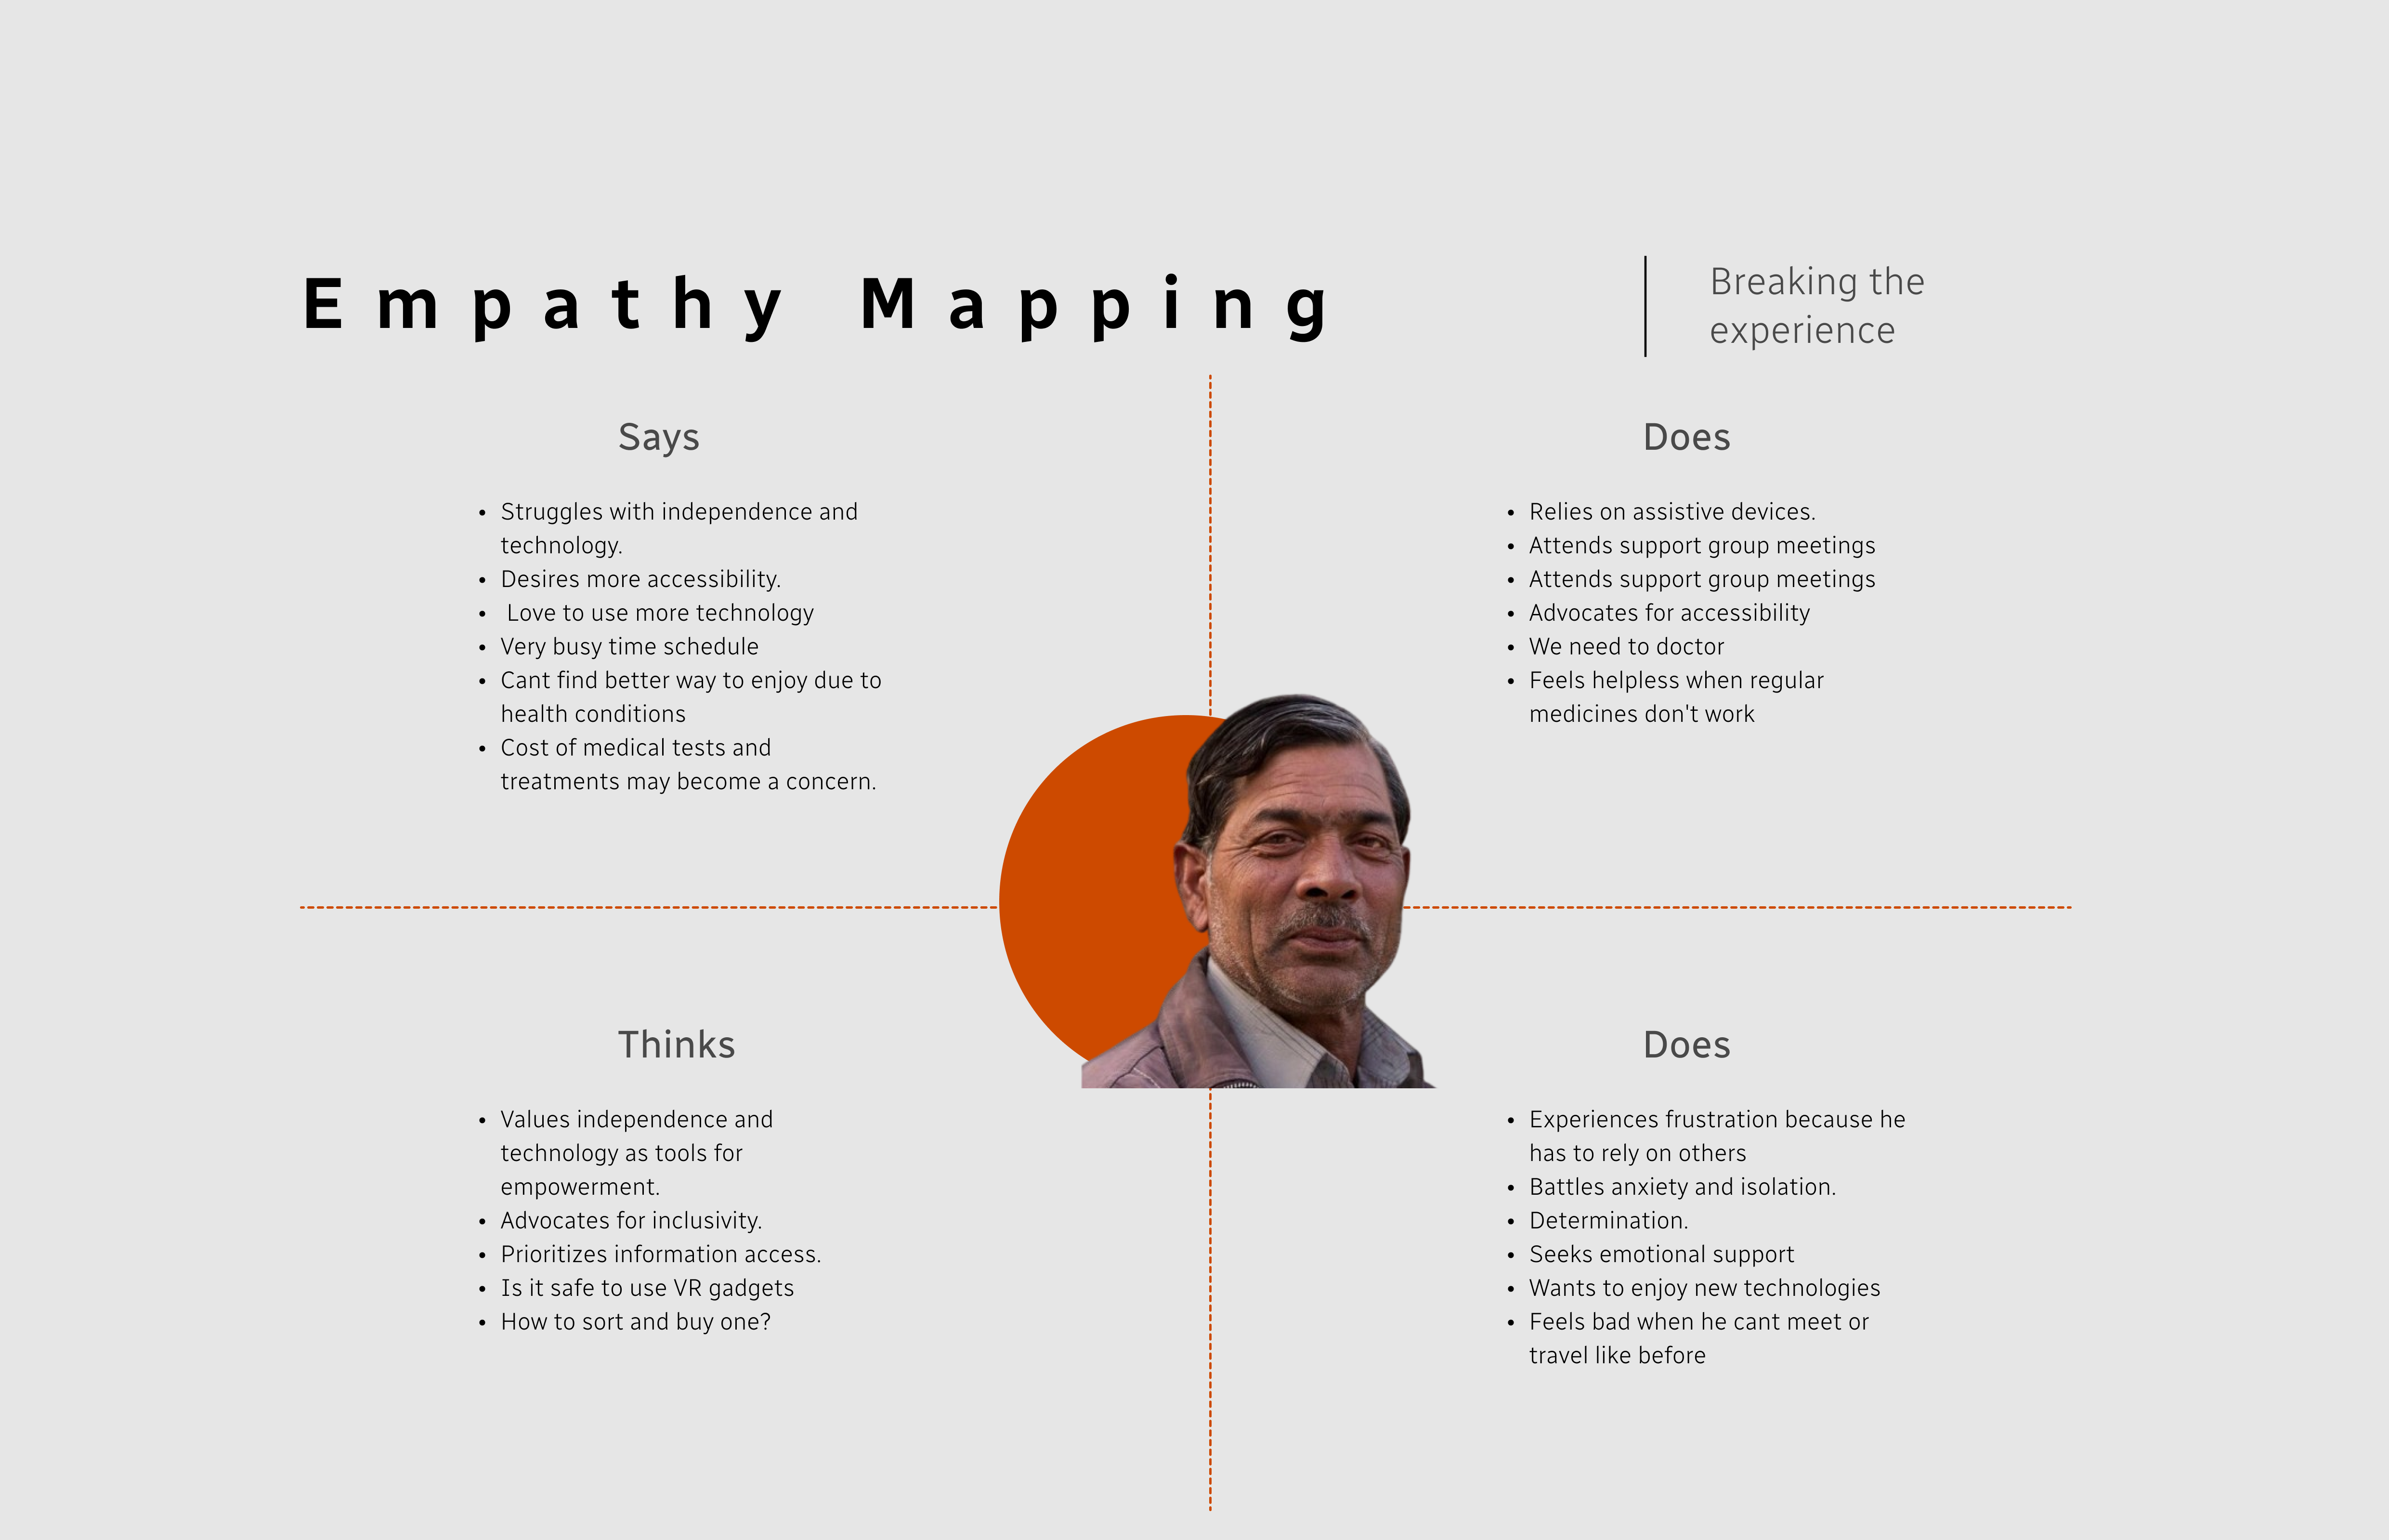 Empathy Mapping
Breaking the
experience
Says
• Struggles with independence and
technology.
• Desires more accessibility.
• Love to use more technology
• Very busy time schedule
• Cant find better way to enjoy due to
health conditions
• Cost of medical tests and
treatments may become a concern.
Does
• Relies on assistive devices.
• Attends support group meetings
• Attends support group meetings
• Advocates for accessibility
• We need to doctor
• Feels helpless when regular
medicines don't work
Thinks
• Values independence and
technology as tools for
empowerment.
• Advocates for inclusivity.
• Prioritizes information access.
• Is it safe to use VR gadgets
• How to sort and buy one?
Does
• Experiences frustration because he
has to rely on others
• Battles anxiety and isolation.
• Determination.
• Seeks emotional support
• Wants to enjoy new technologies
• Feels bad when he cant meet or
travel like before